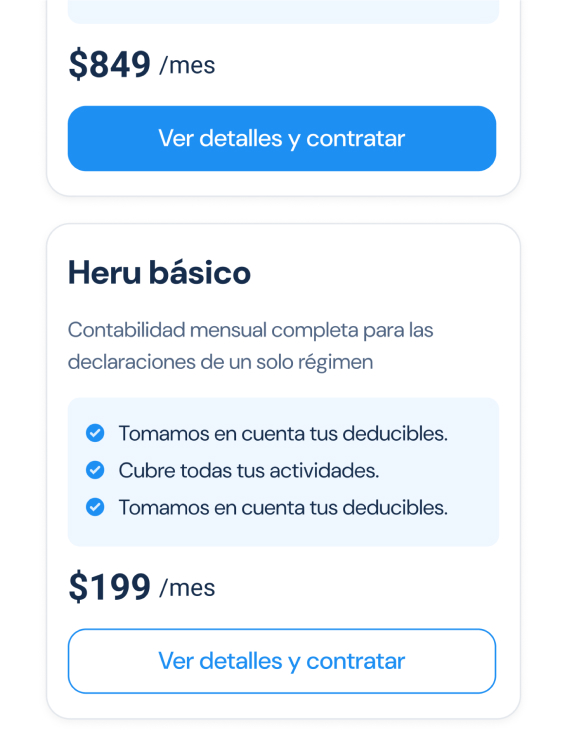 $849 /mes
Ver detalles y contratar
Heru básico
Contabilidad mensual completa para las
declaraciones de un solo régimen
Tomamos en cuenta tus deducibles.
Cubre todas tus actividades.
Tomamos en cuenta tus deducibles.
$199 /mes
Ver detalles y contratar